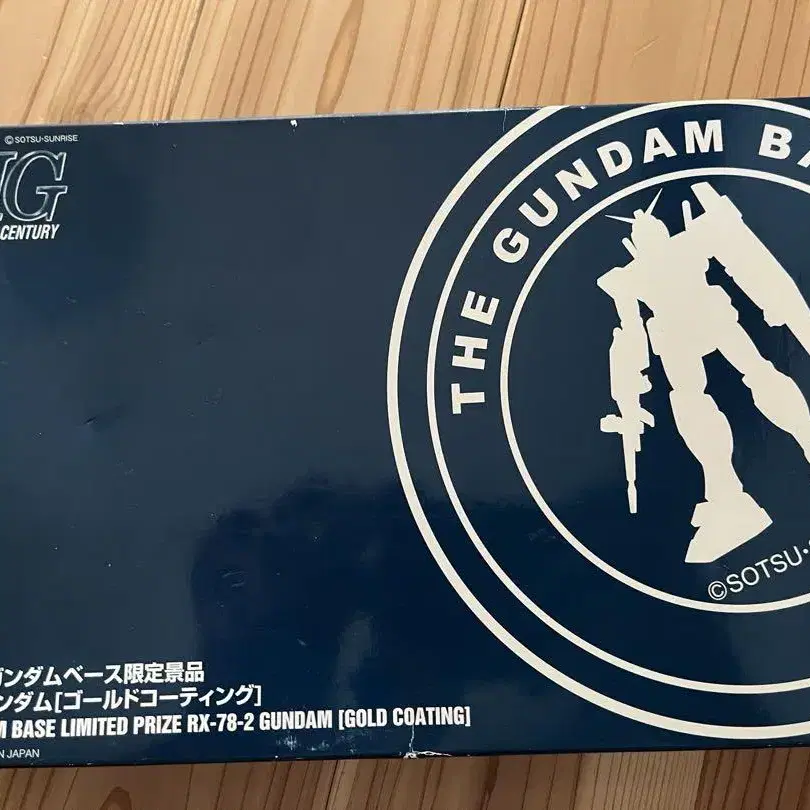 ©SOTSU・SUNRISE
G
CENTURY
THE GUNDAM BA
©SOTSU・
ガンダムベース限定景品
ンダム[ゴールドコーティング]
M BASE LIMITED PRIZE RX-78-2 GUNDAM [GOLD COATING]
N JAPAN